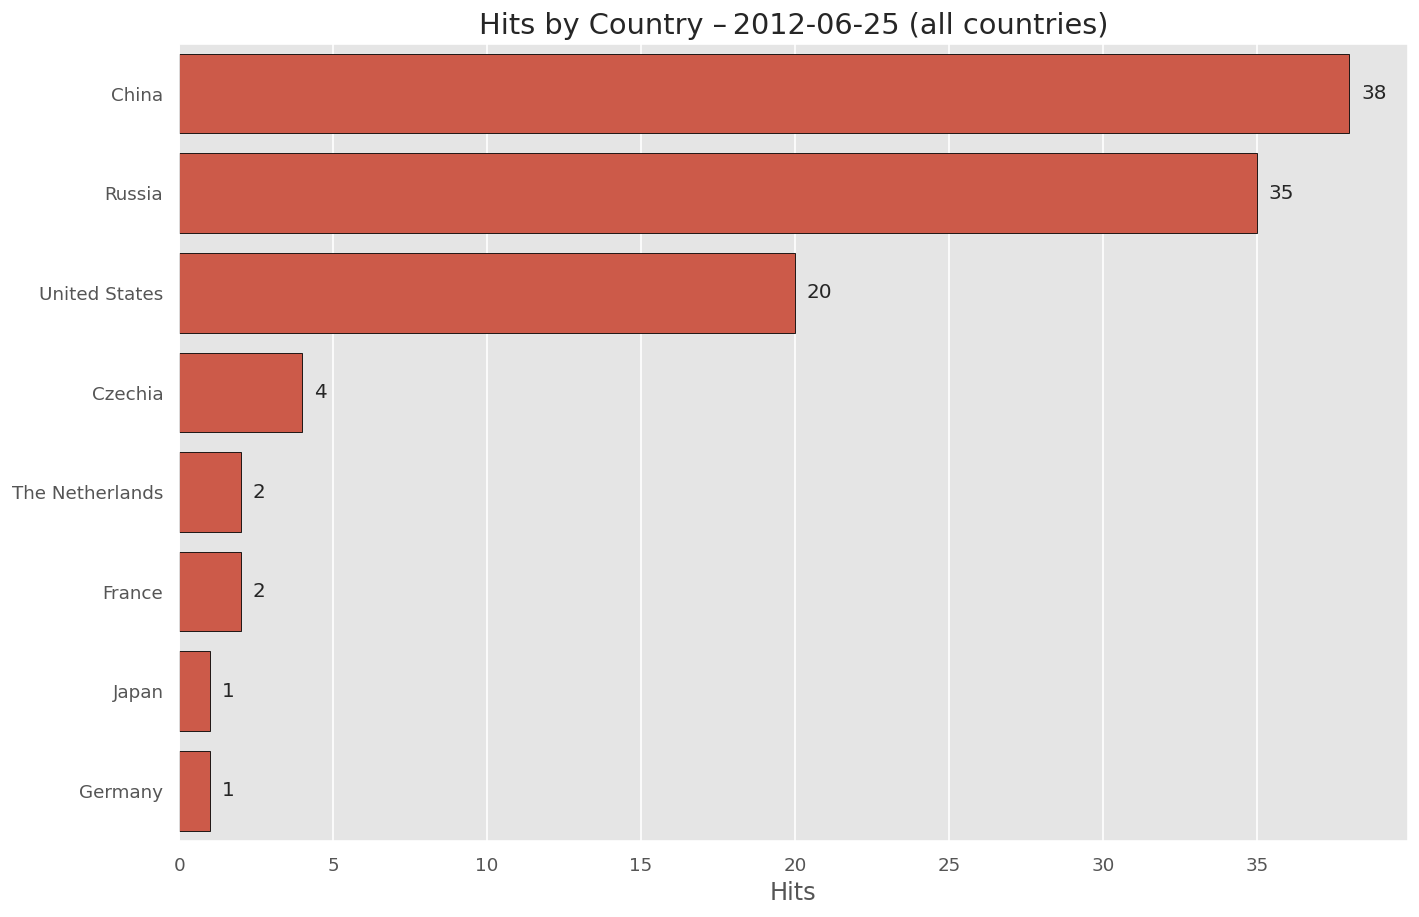 Hits by Country – 2012-06-25 (all countries)
China 38
Russia 35
United States 20
Czechia 4
The Netherlands 2
France 2
Japan 1
Germany 1
0 5 10 15 20 25 30 35
Hits